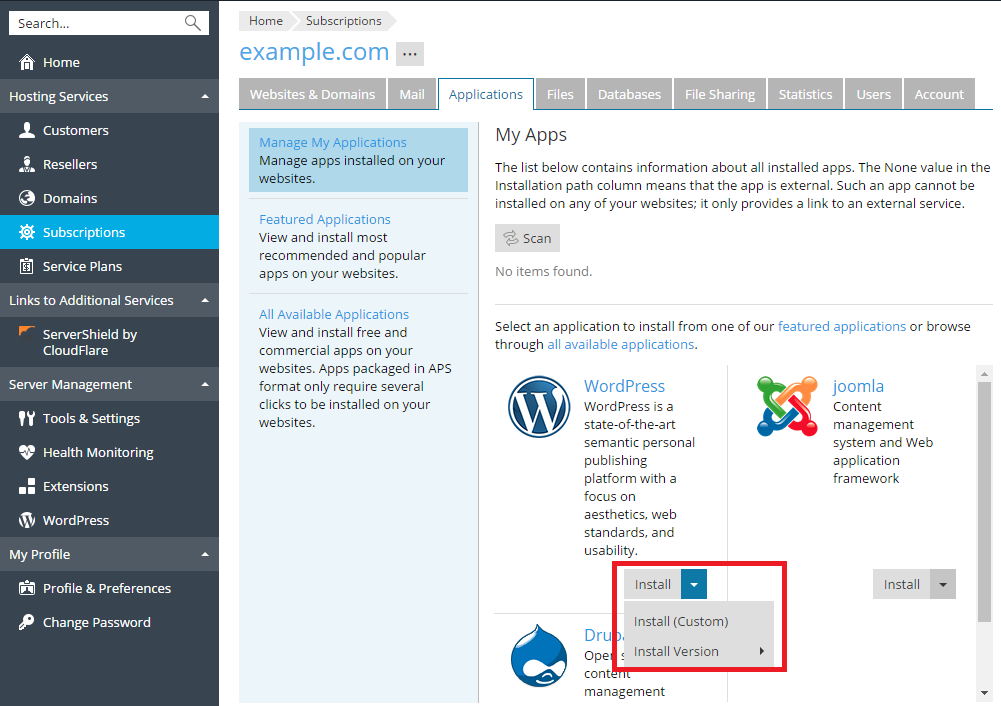 Search...
Home
Hosting Services
Customers
Resellers
Domains
Subscriptions
Service Plans
Links to Additional Services
ServerShield by
CloudFlare
Server Management
Tools & Settings
Health Monitoring
Extensions
WordPress
My Profile
Profile & Preferences
Change Password
Home Subscriptions
example.com ...
Websites & Domains Mail Applications Files Databases File Sharing Statistics Users Account
Manage My Applications
Manage apps installed on your
websites.
Featured Applications
View and install most
recommended and popular
apps on your websites.
All Available Applications
View and install free and
commercial apps on your
websites. Apps packaged in APS
format only require several
clicks to be installed on your
websites.
My Apps
The list below contains information about all installed apps. The None value in the
Installation path column means that the app is external. Such an app cannot be
installed on any of your websites; it only provides a link to an external service.
Scan
No items found.
Select an application to install from one of our featured applications or browse
through all available applications.
WordPress
WordPress is a
state-of-the-art
semantic personal
publishing
platform with a
focus on
aesthetics, web
standards, and
usability.
Install
Install (Custom)
Install Version
joomla
Content
management
system and Web
application
framework
Install
Open
content
management